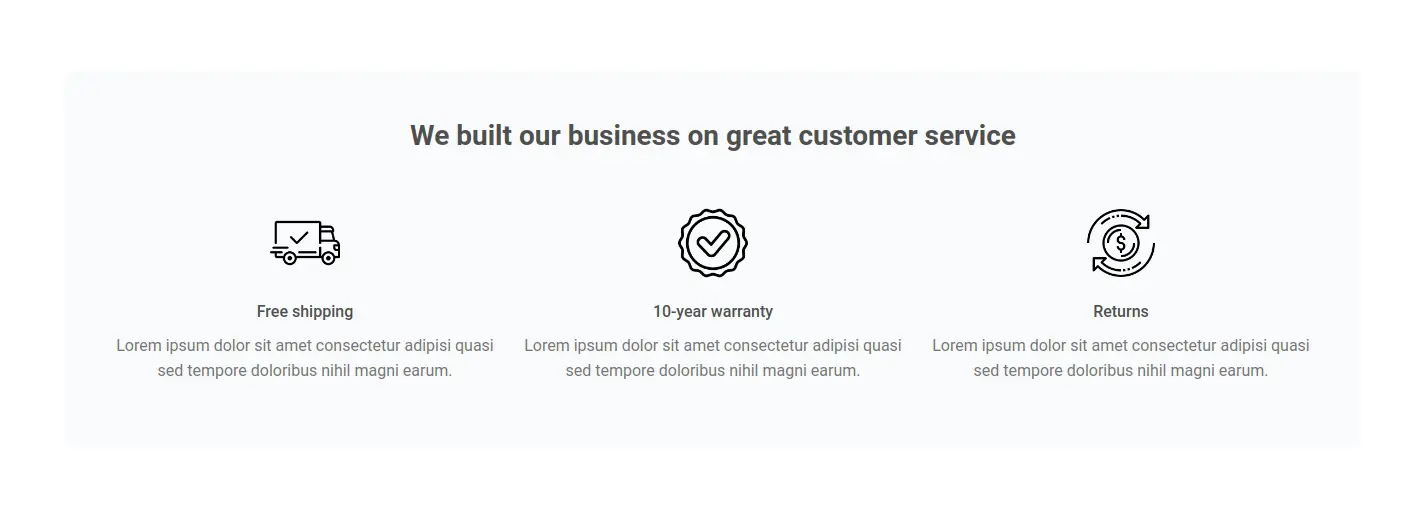 We built our business on great customer service
$
Free shipping
10-year warranty
Returns
Lorem ipsum dolor sit amet consectetur adipisi quasi
sed tempore doloribus nihil magni earum.
Lorem ipsum dolor sit amet consectetur adipisi quasi
sed tempore doloribus nihil magni earum.
Lorem ipsum dolor sit amet consectetur adipisi quasi
sed tempore doloribus nihil magni earum.